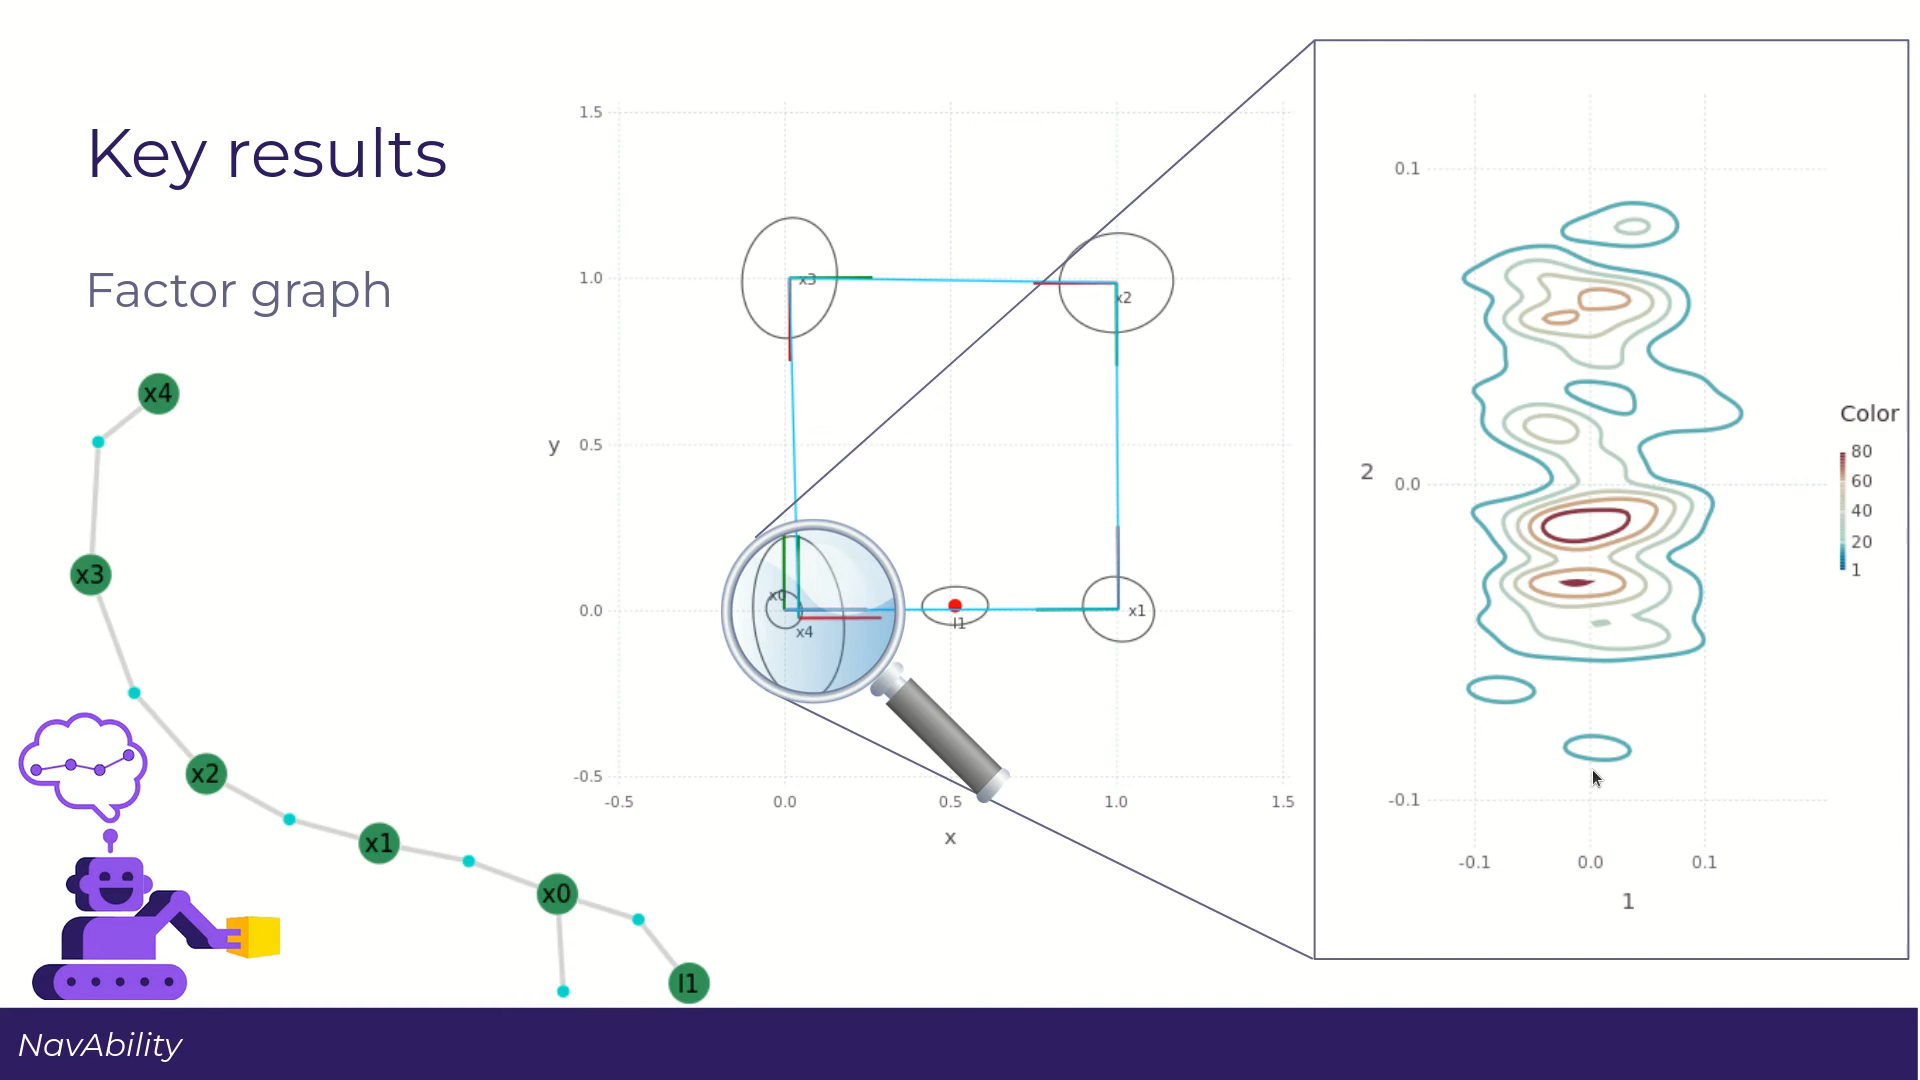 Key results
Factor graph
x4
x3
x2
x1
x0
l1
1.5
1.0
0.5
0.0
-0.5
y
-0.5
0.0
0.5
1.0
1.5
x
x3
x2
x0
x4
l1
x1
0.1
0.0
-0.1
2
-0.1
0.0
0.1
1
Color
80
60
40
20
1
NavAbility